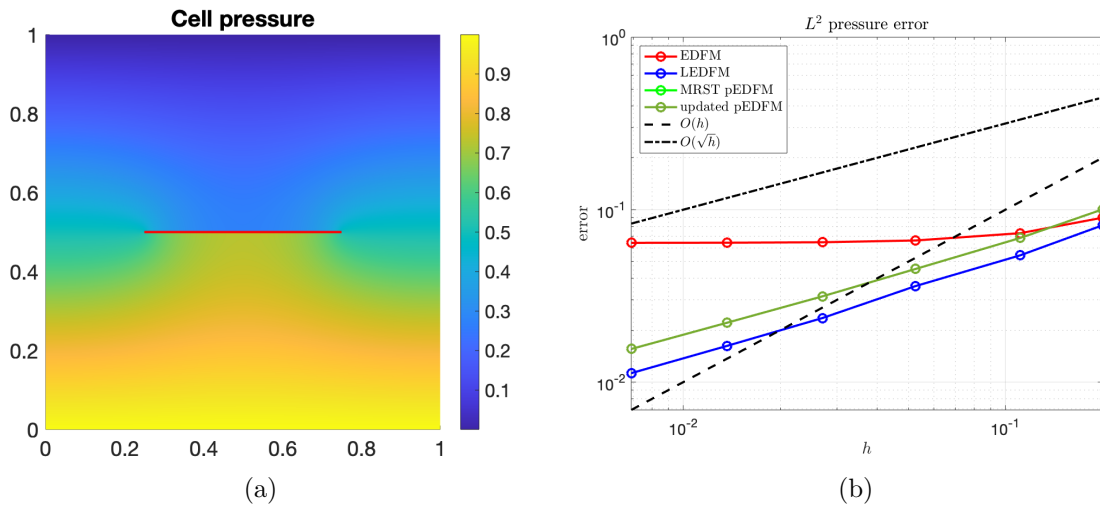 Cell pressure
1
0.8
0.6
0.4
0.2
0
0 0.2 0.4 0.6 0.8 1
0.9
0.8
0.7
0.6
0.5
0.4
0.3
0.2
0.1
(a)
L² pressure error
10⁰
10⁻¹
10⁻²
error
EDFM
LEDFM
MRST pEDFM
updated pEDFM
O(h)
O(√h)
10⁻² 10⁻¹
h
(b)